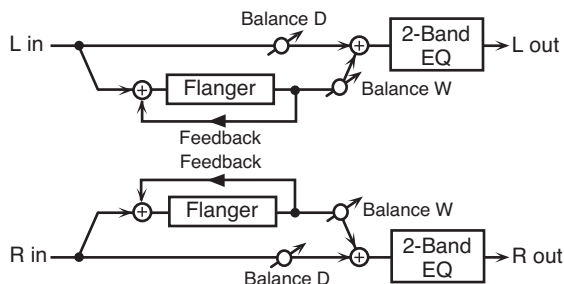 Balance D
L in
2-Band
EQ
L out
Flanger
Balance W
Feedback
Feedback
Flanger
Balance W
R in
2-Band
EQ
R out
Balance D